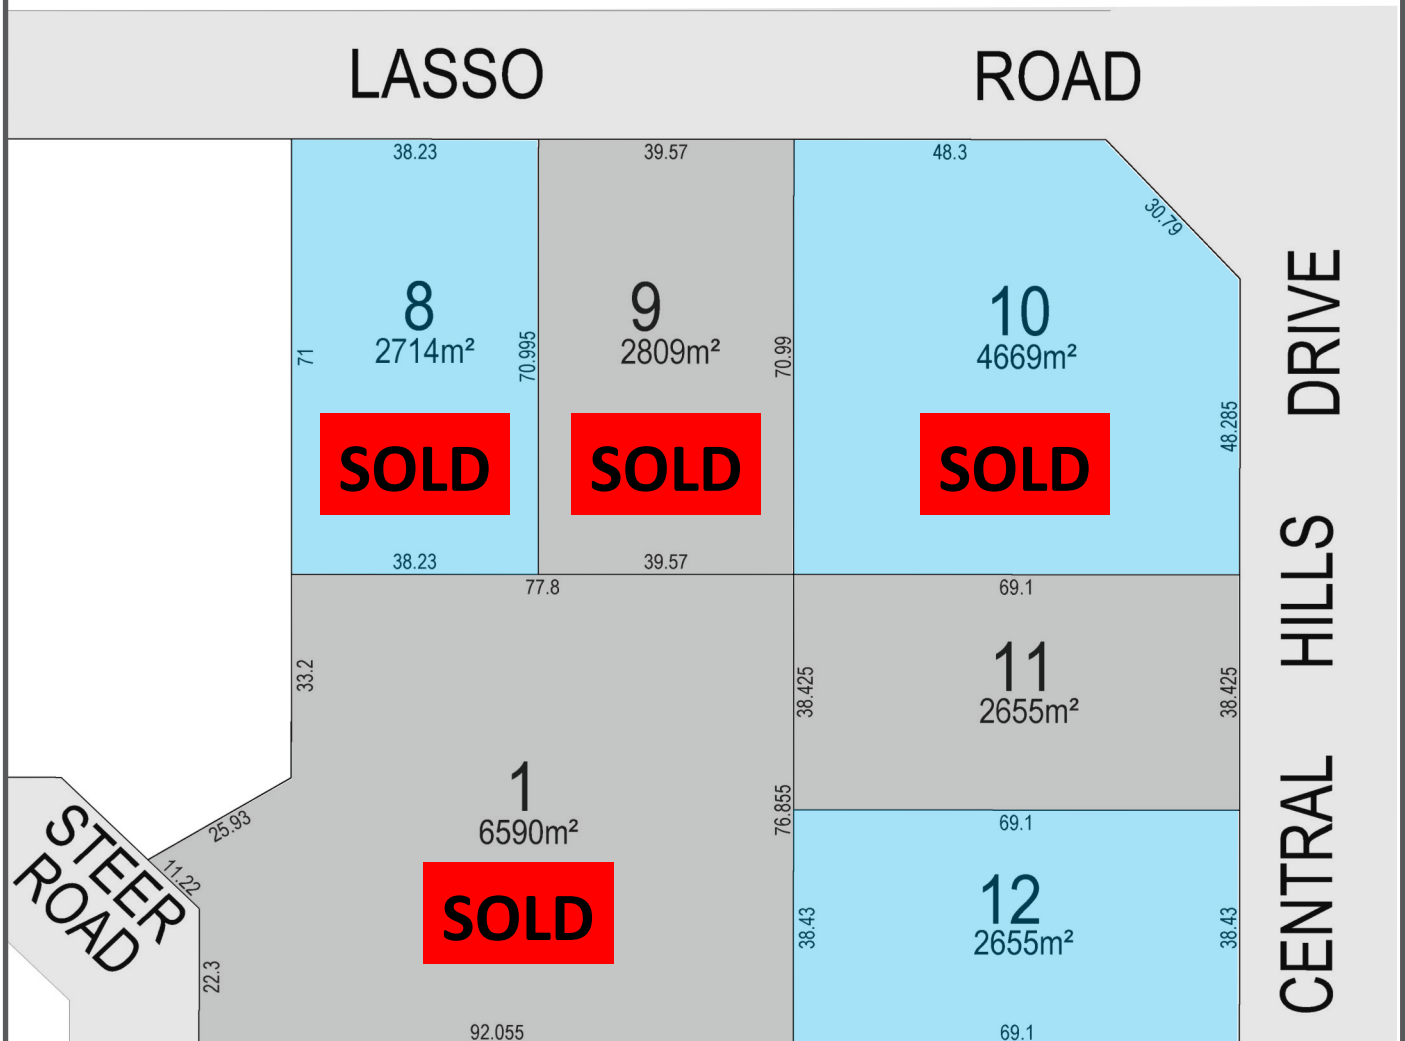 LASSO ROAD
38.23
39.57
48.3
30.79
8
2714m²
71
70.995
SOLD
38.23
9
2809m²
70.99
SOLD
39.57
10
4669m²
48.285
SOLD
DRIVE
HILLS
CENTRAL
77.8
33.2
1
6590m²
76.855
SOLD
25.93
11.22
22.3
92.055
STEER
ROAD
69.1
11
2655m²
38.425
38.425
69.1
12
2655m²
38.43
38.43
69.1